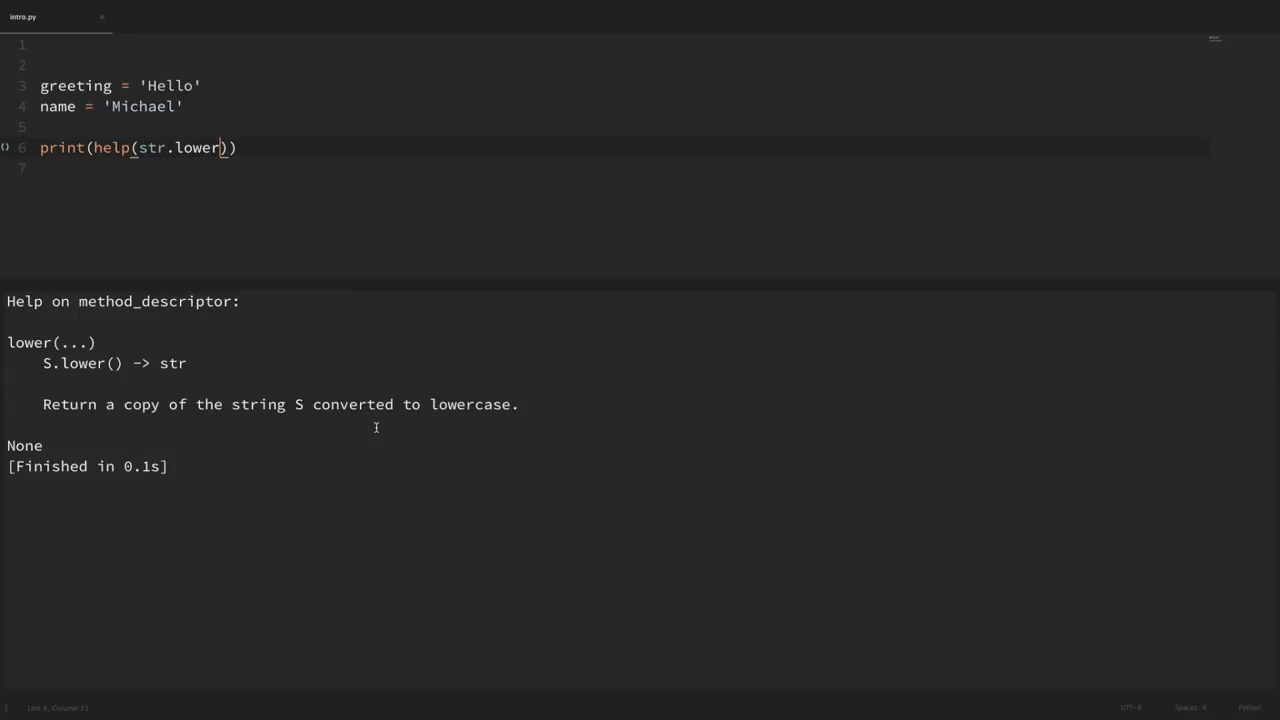 intro.py ×
1
2
3 greeting = 'Hello'
4 name = 'Michael'
5
() 6 print(help(str.lower))
7
Help on method_descriptor:
lower(...)
S.lower() -> str
Return a copy of the string S converted to lowercase.
None
[Finished in 0.1s]
Line 6, Column 21 UTF-8 Spaces: 4 Python